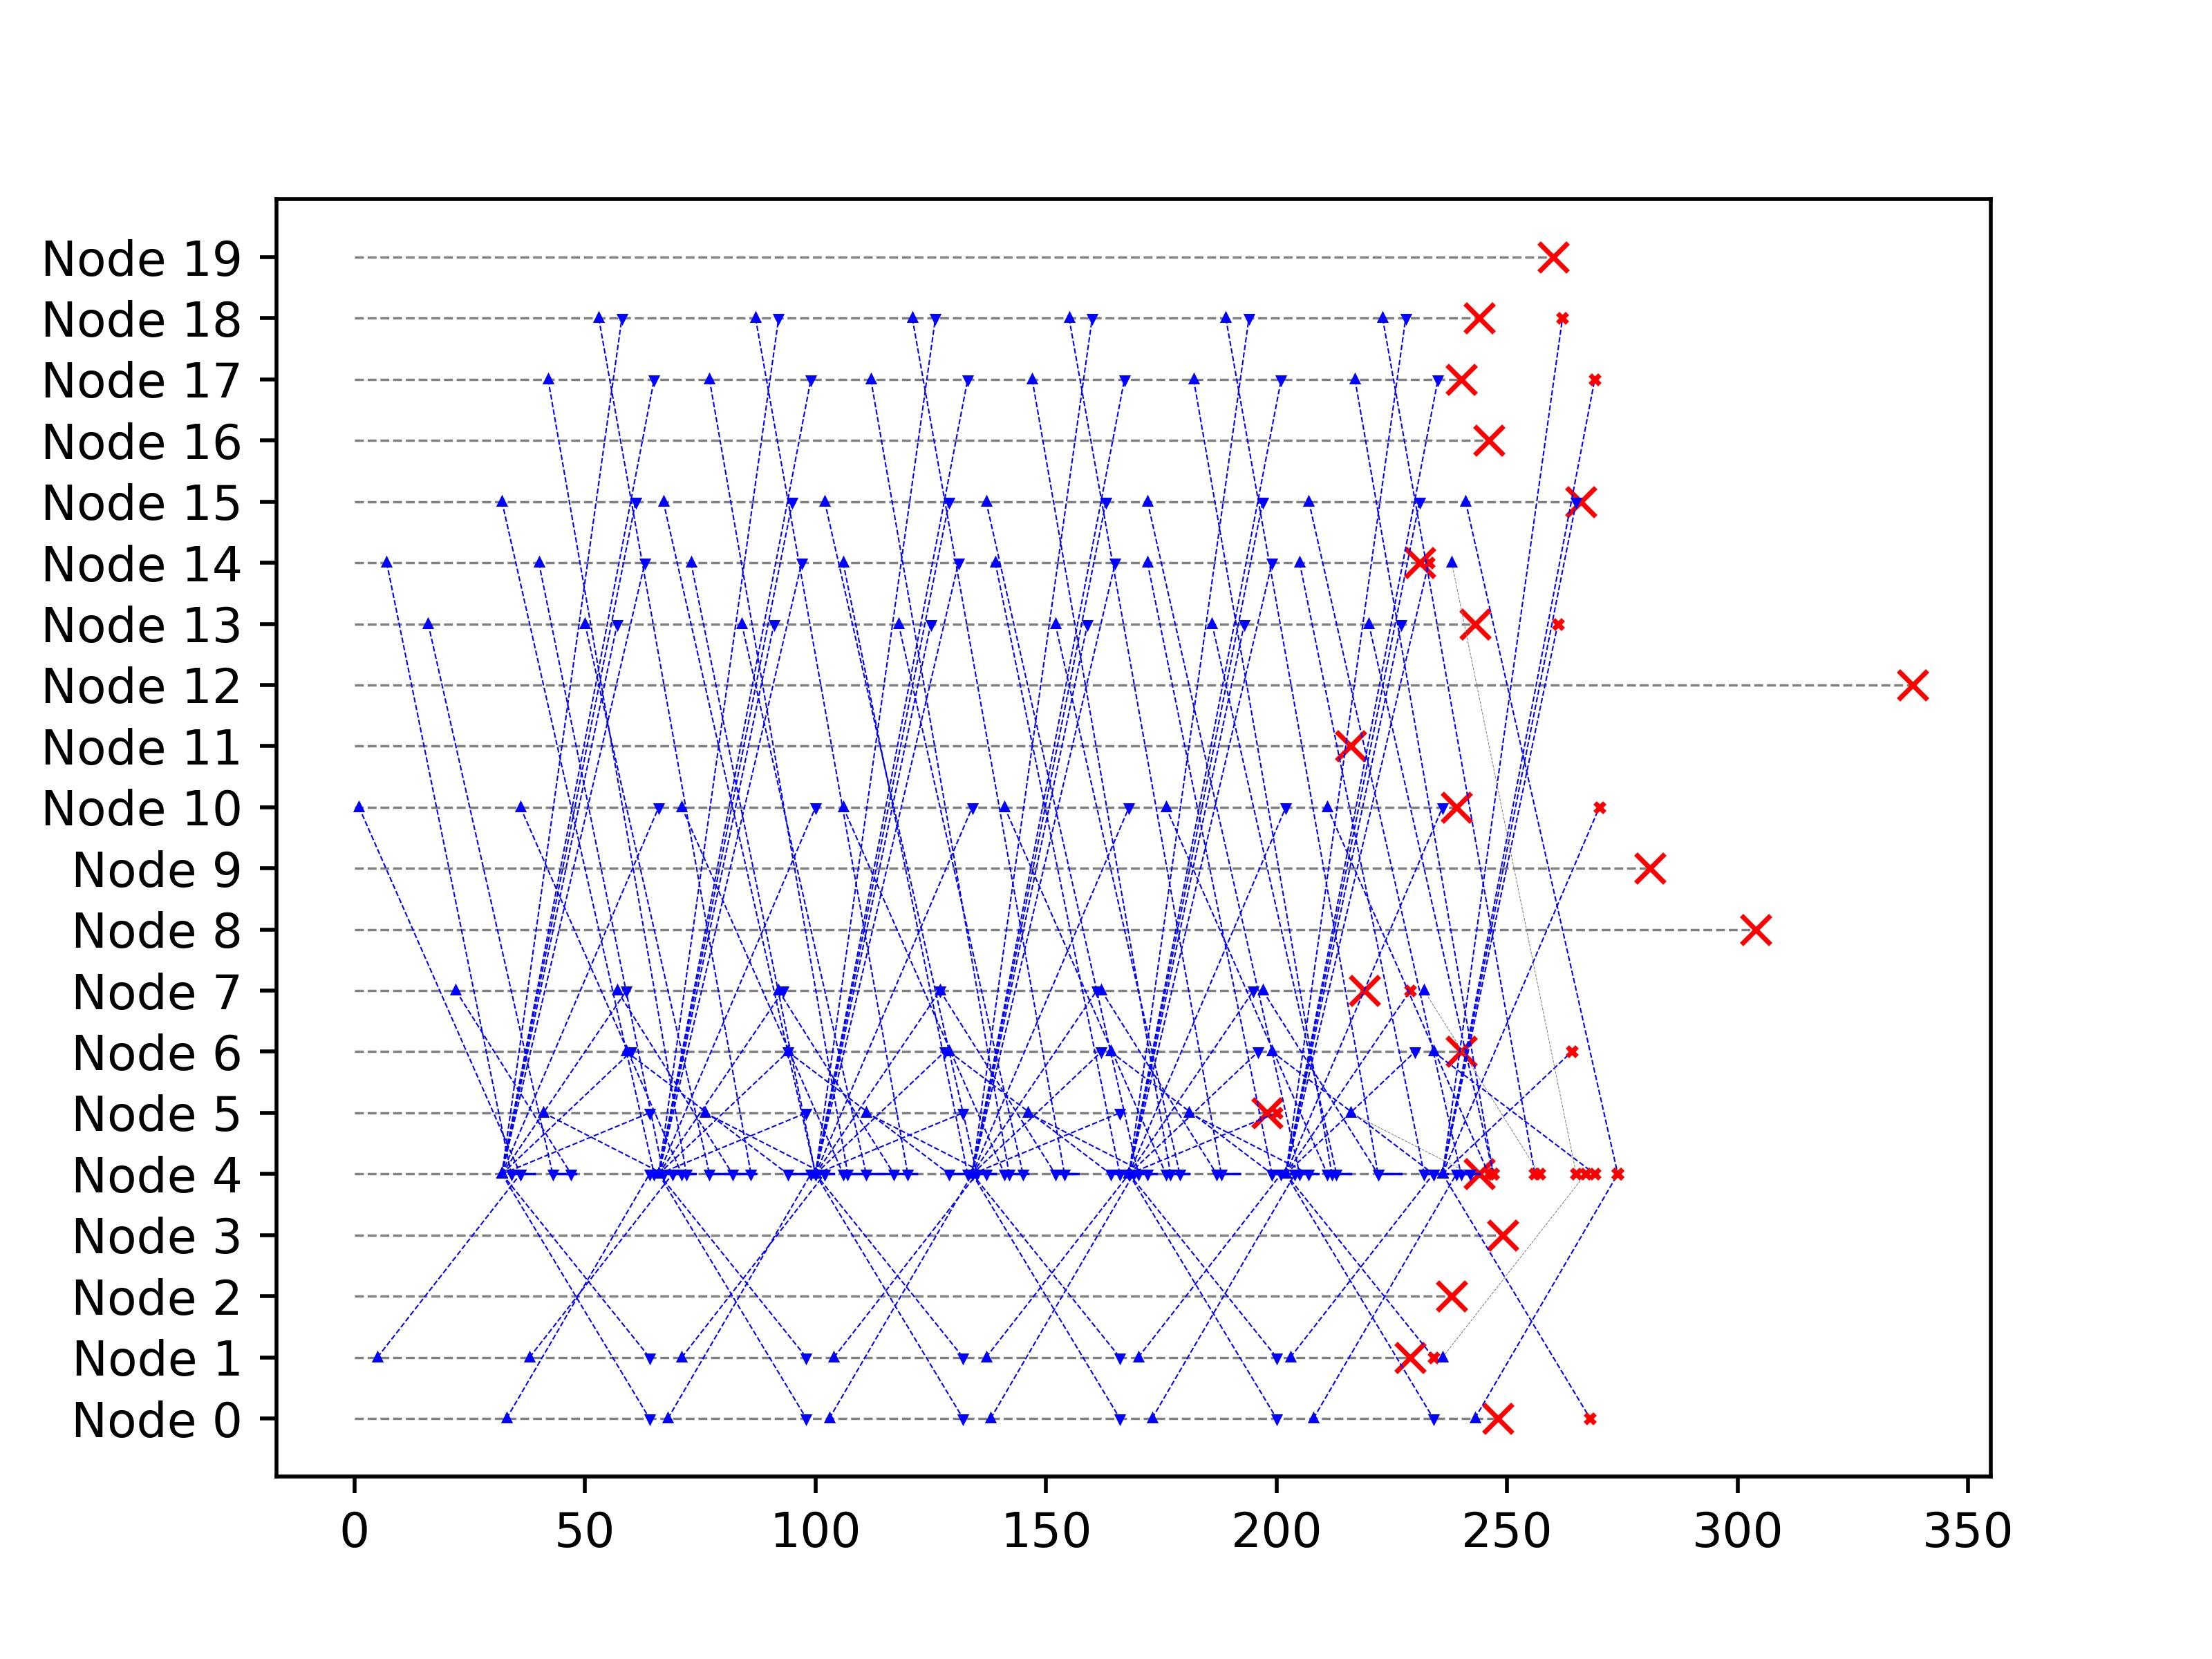 Node 19
Node 18
Node 17
Node 16
Node 15
Node 14
Node 13
Node 12
Node 11
Node 10
Node 9
Node 8
Node 7
Node 6
Node 5
Node 4
Node 3
Node 2
Node 1
Node 0
0 50 100 150 200 250 300 350